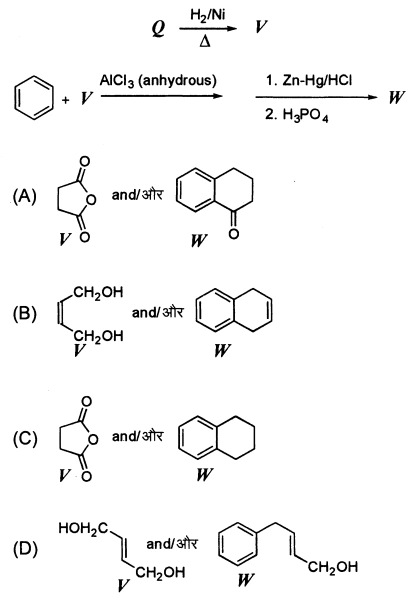 H₂/Ni
Q V
Δ
+ V AlCl₃ (anhydrous) 1. Zn-Hg/HCl W
2. H₃PO₄
(A) O O O V and/और O W
(B) CH₂OH CH₂OH V and/और W
(C) O O O V and/और W
(D) HOH₂C CH₂OH V and/और CH₂OH W